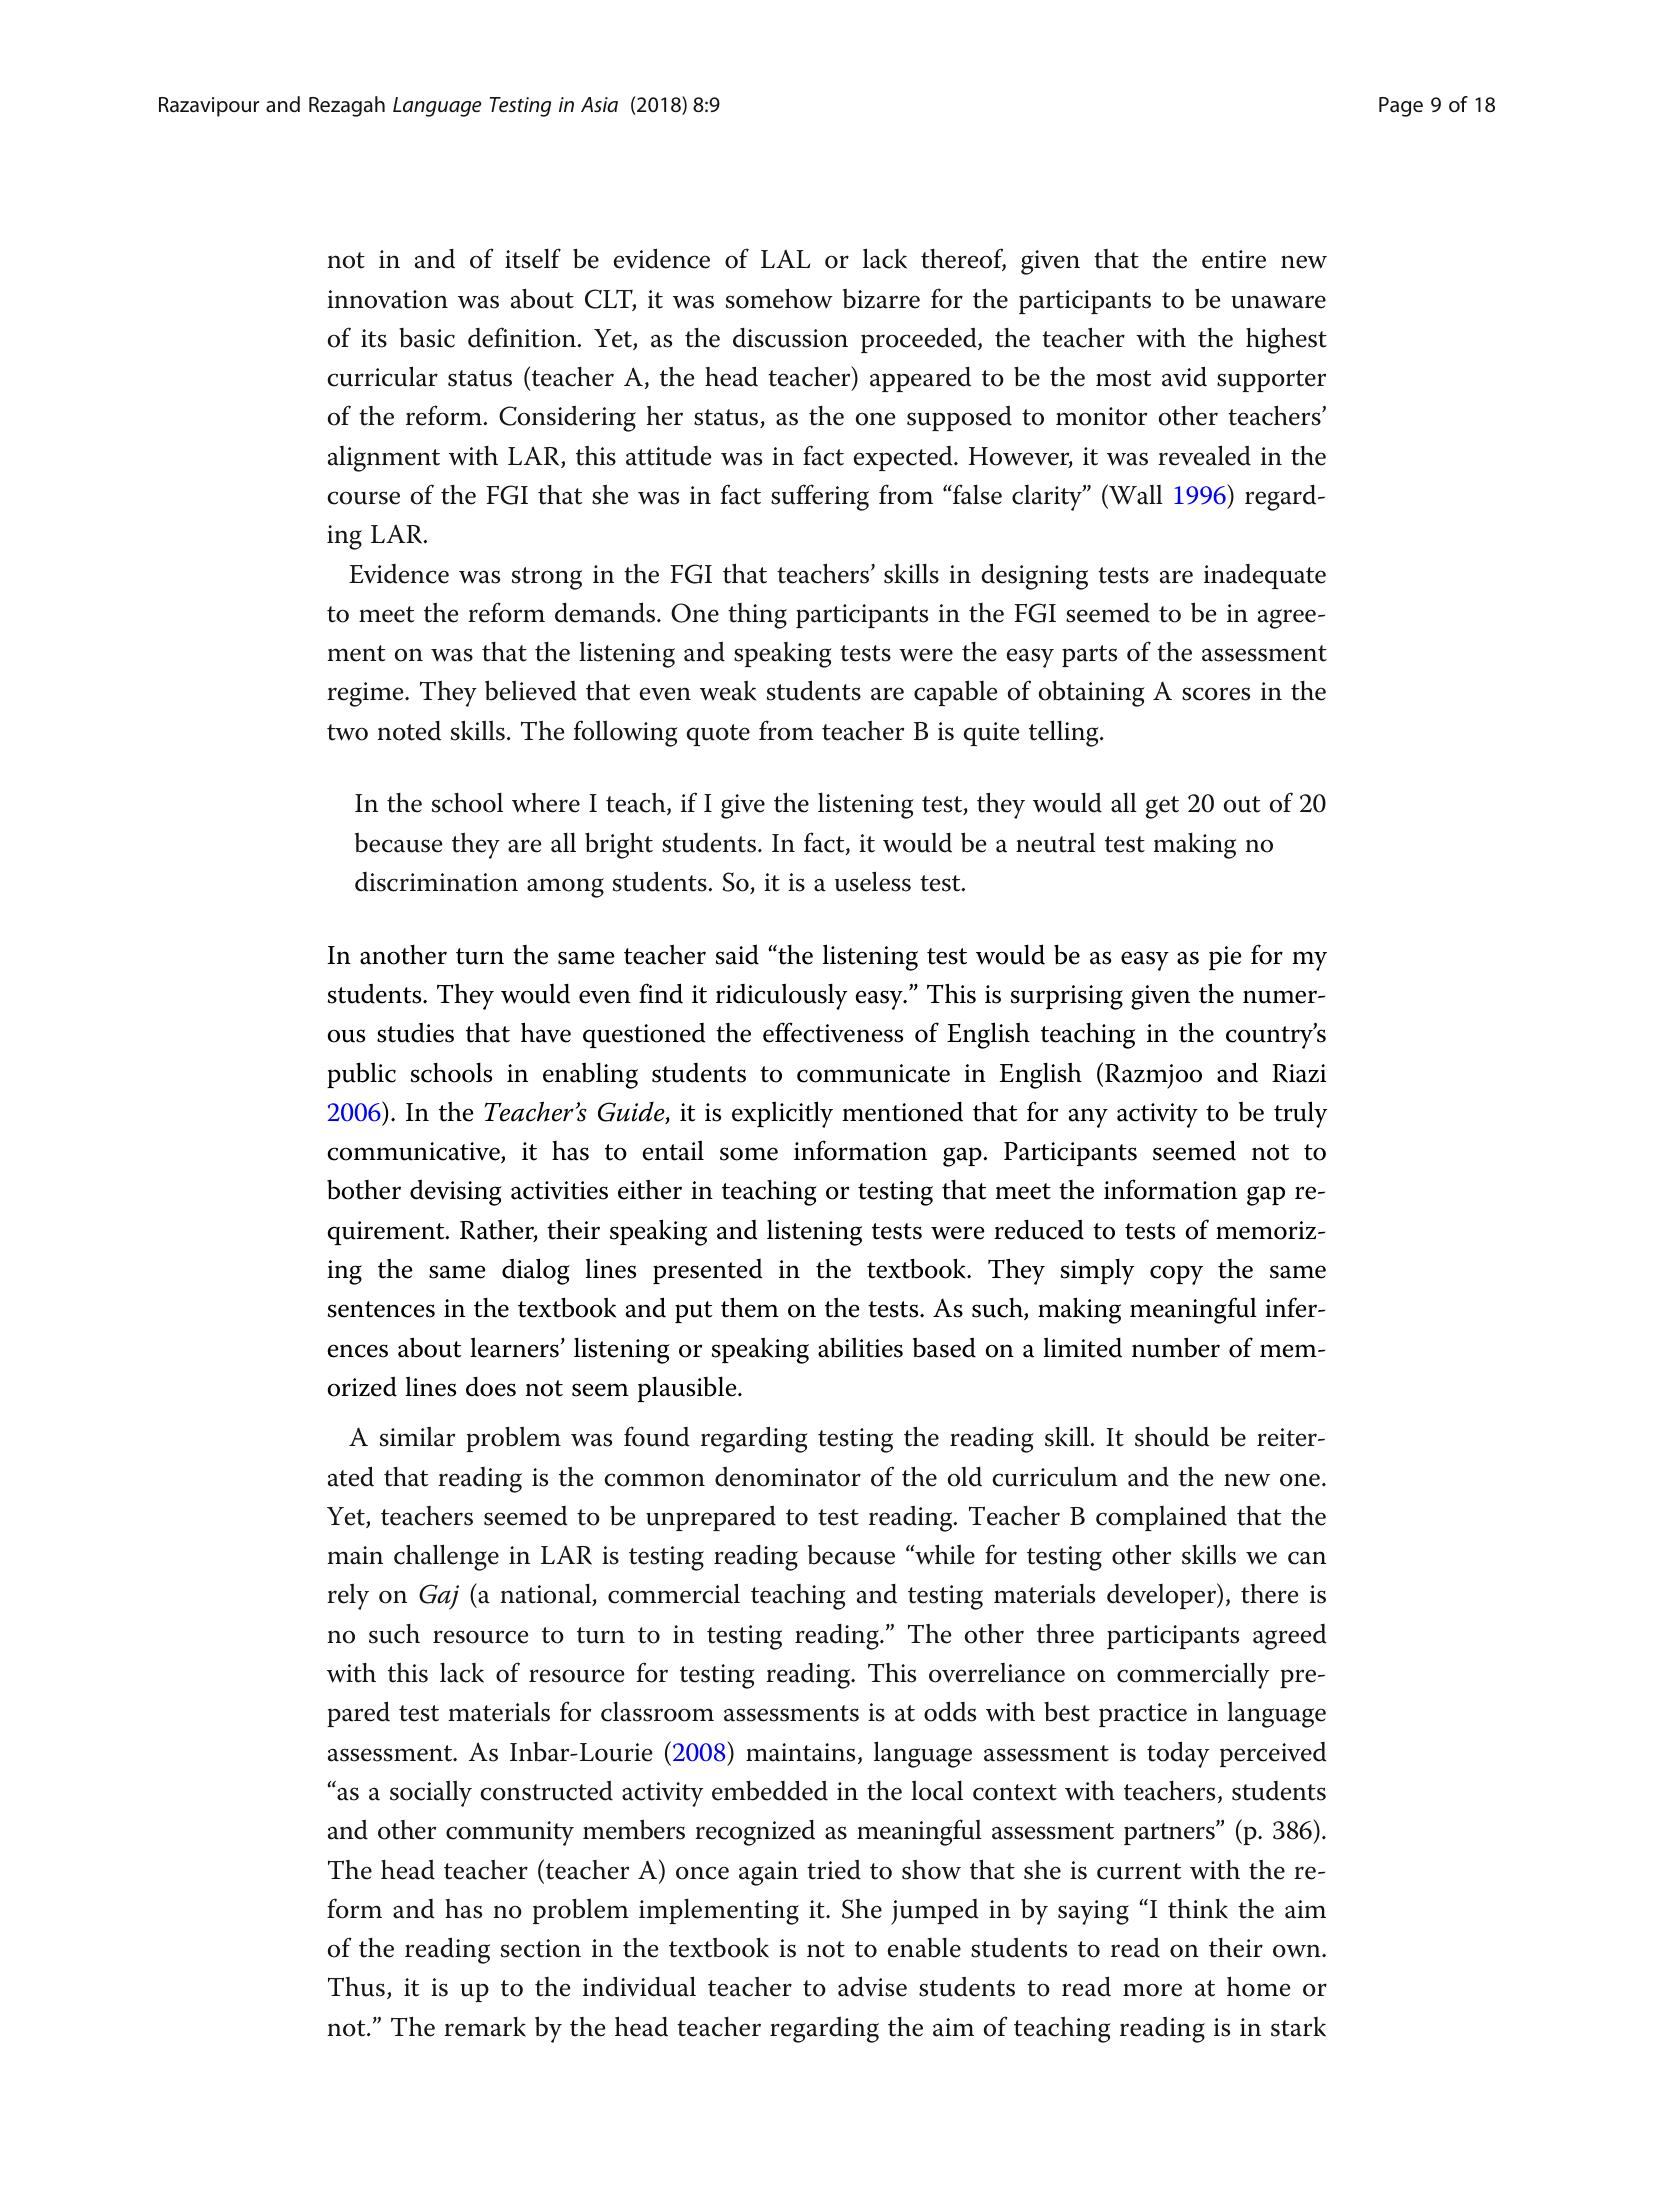 Razavipour and Rezagah Language Testing in Asia (2018) 8:9
Page 9 of 18
not in and of itself be evidence of LAL or lack thereof, given that the entire new
innovation was about CLT, it was somehow bizarre for the participants to be unaware
of its basic definition. Yet, as the discussion proceeded, the teacher with the highest
curricular status (teacher A, the head teacher) appeared to be the most avid supporter
of the reform. Considering her status, as the one supposed to monitor other teachers’
alignment with LAR, this attitude was in fact expected. However, it was revealed in the
course of the FGI that she was in fact suffering from “false clarity” (Wall 1996) regard-
ing LAR.
Evidence was strong in the FGI that teachers’ skills in designing tests are inadequate
to meet the reform demands. One thing participants in the FGI seemed to be in agree-
ment on was that the listening and speaking tests were the easy parts of the assessment
regime. They believed that even weak students are capable of obtaining A scores in the
two noted skills. The following quote from teacher B is quite telling.
In the school where I teach, if I give the listening test, they would all get 20 out of 20
because they are all bright students. In fact, it would be a neutral test making no
discrimination among students. So, it is a useless test.
In another turn the same teacher said “the listening test would be as easy as pie for my
students. They would even find it ridiculously easy.” This is surprising given the numer-
ous studies that have questioned the effectiveness of English teaching in the country’s
public schools in enabling students to communicate in English (Razmjoo and Riazi
2006). In the Teacher’s Guide, it is explicitly mentioned that for any activity to be truly
communicative, it has to entail some information gap. Participants seemed not to
bother devising activities either in teaching or testing that meet the information gap re-
quirement. Rather, their speaking and listening tests were reduced to tests of memoriz-
ing the same dialog lines presented in the textbook. They simply copy the same
sentences in the textbook and put them on the tests. As such, making meaningful infer-
ences about learners’ listening or speaking abilities based on a limited number of mem-
orized lines does not seem plausible.
A similar problem was found regarding testing the reading skill. It should be reiter-
ated that reading is the common denominator of the old curriculum and the new one.
Yet, teachers seemed to be unprepared to test reading. Teacher B complained that the
main challenge in LAR is testing reading because “while for testing other skills we can
rely on Gaj (a national, commercial teaching and testing materials developer), there is
no such resource to turn to in testing reading.” The other three participants agreed
with this lack of resource for testing reading. This overreliance on commercially pre-
pared test materials for classroom assessments is at odds with best practice in language
assessment. As Inbar-Lourie (2008) maintains, language assessment is today perceived
“as a socially constructed activity embedded in the local context with teachers, students
and other community members recognized as meaningful assessment partners” (p. 386).
The head teacher (teacher A) once again tried to show that she is current with the re-
form and has no problem implementing it. She jumped in by saying “I think the aim
of the reading section in the textbook is not to enable students to read on their own.
Thus, it is up to the individual teacher to advise students to read more at home or
not.” The remark by the head teacher regarding the aim of teaching reading is in stark